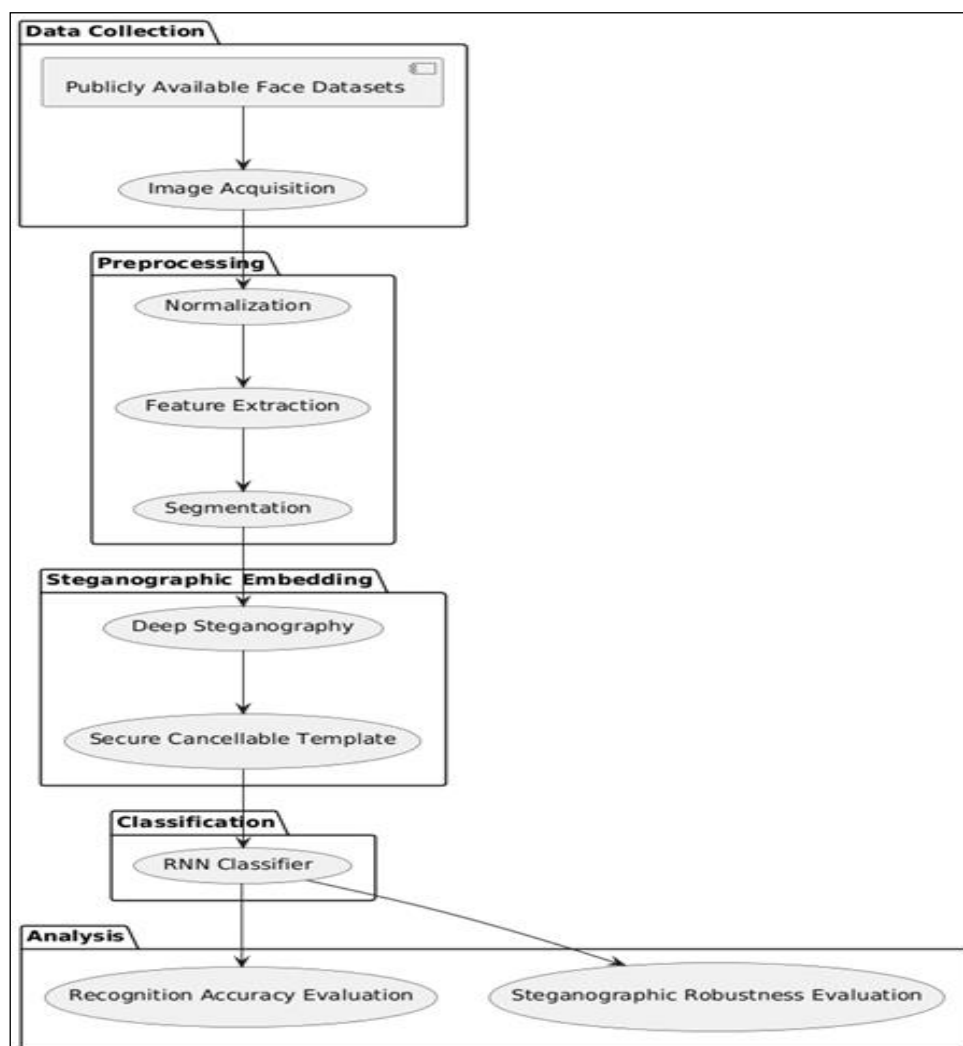 Data Collection
Publicly Available Face Datasets
Image Acquisition
Preprocessing
Normalization
Feature Extraction
Segmentation
Steganographic Embedding
Deep Steganography
Secure Cancellable Template
Classification
RNN Classifier
Analysis
Recognition Accuracy Evaluation
Steganographic Robustness Evaluation